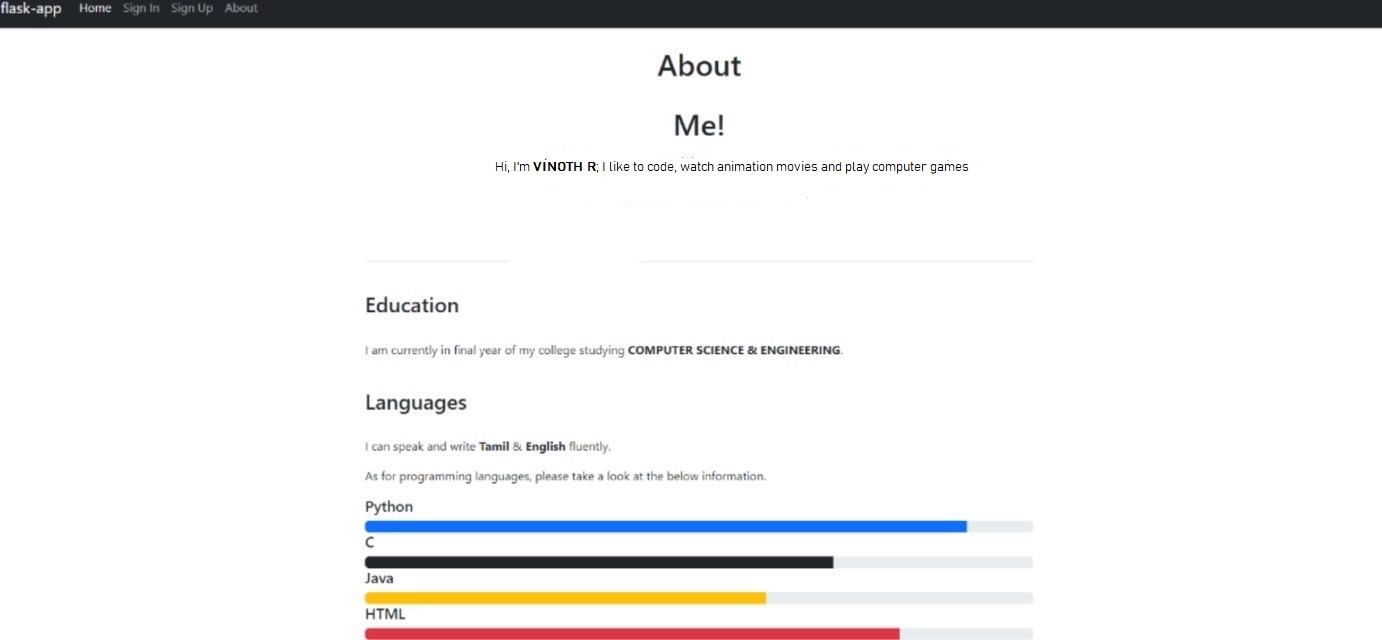 flask-app Home Sign In Sign Up About
About
Me!
Hi, I'm VINOTH R; I like to code, watch animation movies and play computer games
Education
I am currently in final year of my college studying COMPUTER SCIENCE & ENGINEERING.
Languages
I can speak and write Tamil & English fluently.
As for programming languages, please take a look at the below information.
Python
C
Java
HTML